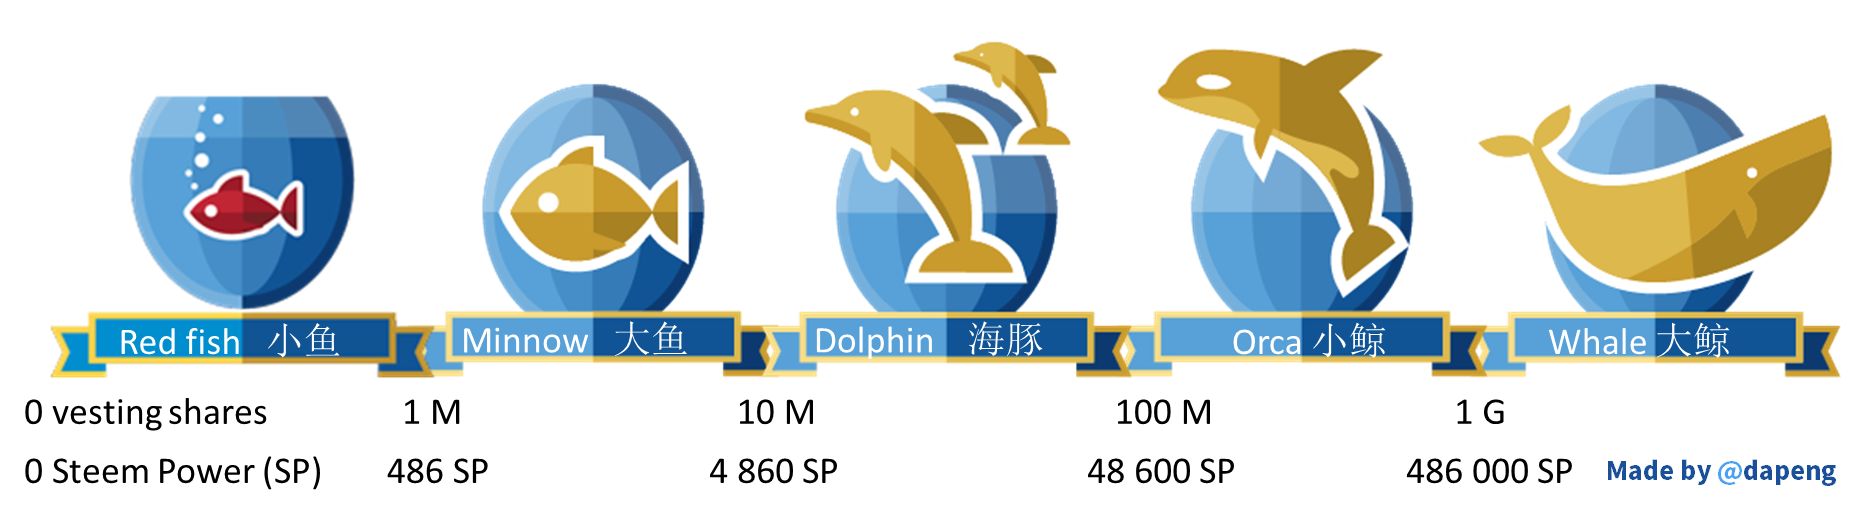 Red fish 小鱼
Minnow 大鱼
Dolphin 海豚
Orca 小鲸
Whale 大鲸
0 vesting shares 1 M 10 M 100 M 1 G
0 Steem Power (SP) 486 SP 4 860 SP 48 600 SP 486 000 SP
Made by @dapeng